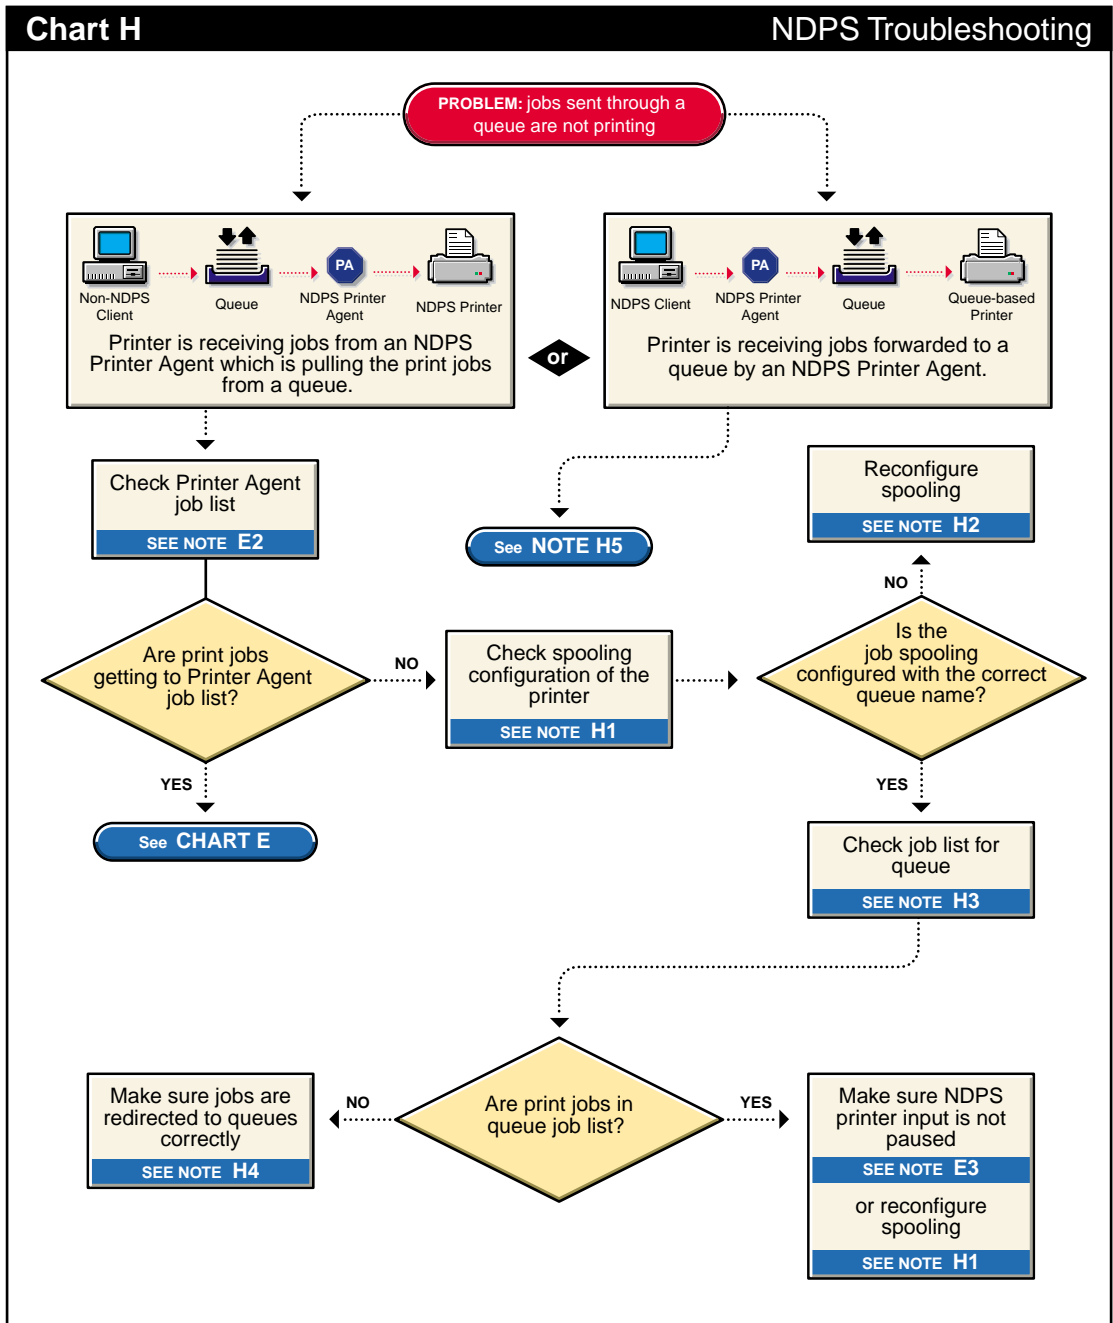 Chart H
NDPS Troubleshooting
PROBLEM: jobs sent through a
queue are not printing
Non-NDPS
Client
Queue
PA
NDPS Printer
Agent
NDPS Printer
Printer is receiving jobs from an NDPS
Printer Agent which is pulling the print jobs
from a queue.
or
NDPS Client
PA
NDPS Printer
Agent
Queue
Queue-based
Printer
Printer is receiving jobs forwarded to a
queue by an NDPS Printer Agent.
Check Printer Agent
job list
SEE NOTE E2
See NOTE H5
Reconfigure
spooling
SEE NOTE H2
NO
Are print jobs
getting to Printer Agent
job list?
NO
Check spooling
configuration of the
printer
SEE NOTE H1
Is the
job spooling
configured with the correct
queue name?
YES
See CHART E
YES
Check job list for
queue
SEE NOTE H3
Make sure jobs are
redirected to queues
correctly
SEE NOTE H4
NO
Are print jobs in
queue job list?
YES
Make sure NDPS
printer input is not
paused
SEE NOTE E3
or reconfigure
spooling
SEE NOTE H1